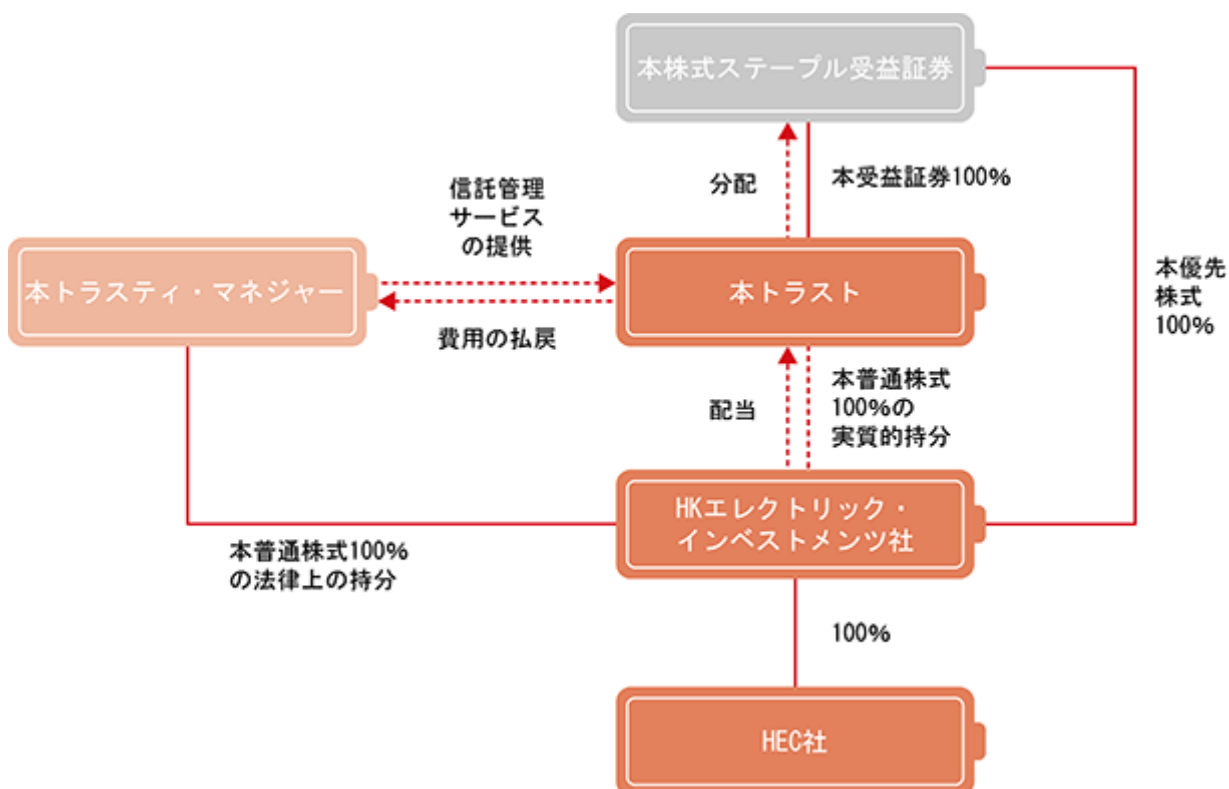 本株式ステープル受益証券
分配
本受益証券100%
信託管理
サービス
の提供
本トラスティ・マネジャー
本トラスト
本優先
株式
100%
費用の払戻
配当
本普通株式
100%の
実質的持分
HKエレクトリック・
インベストメンツ社
本普通株式100%
の法律上の持分
100%
HEC社